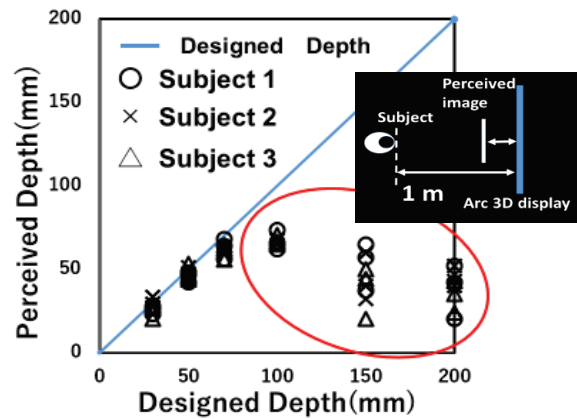 200
150
100
50
0
Perceived Depth(mm)
Designed Depth
Subject 1
Subject 2
Subject 3
Perceived
image
Subject
1 m
Arc 3D display
0
50
100
150
200
Designed Depth(mm)